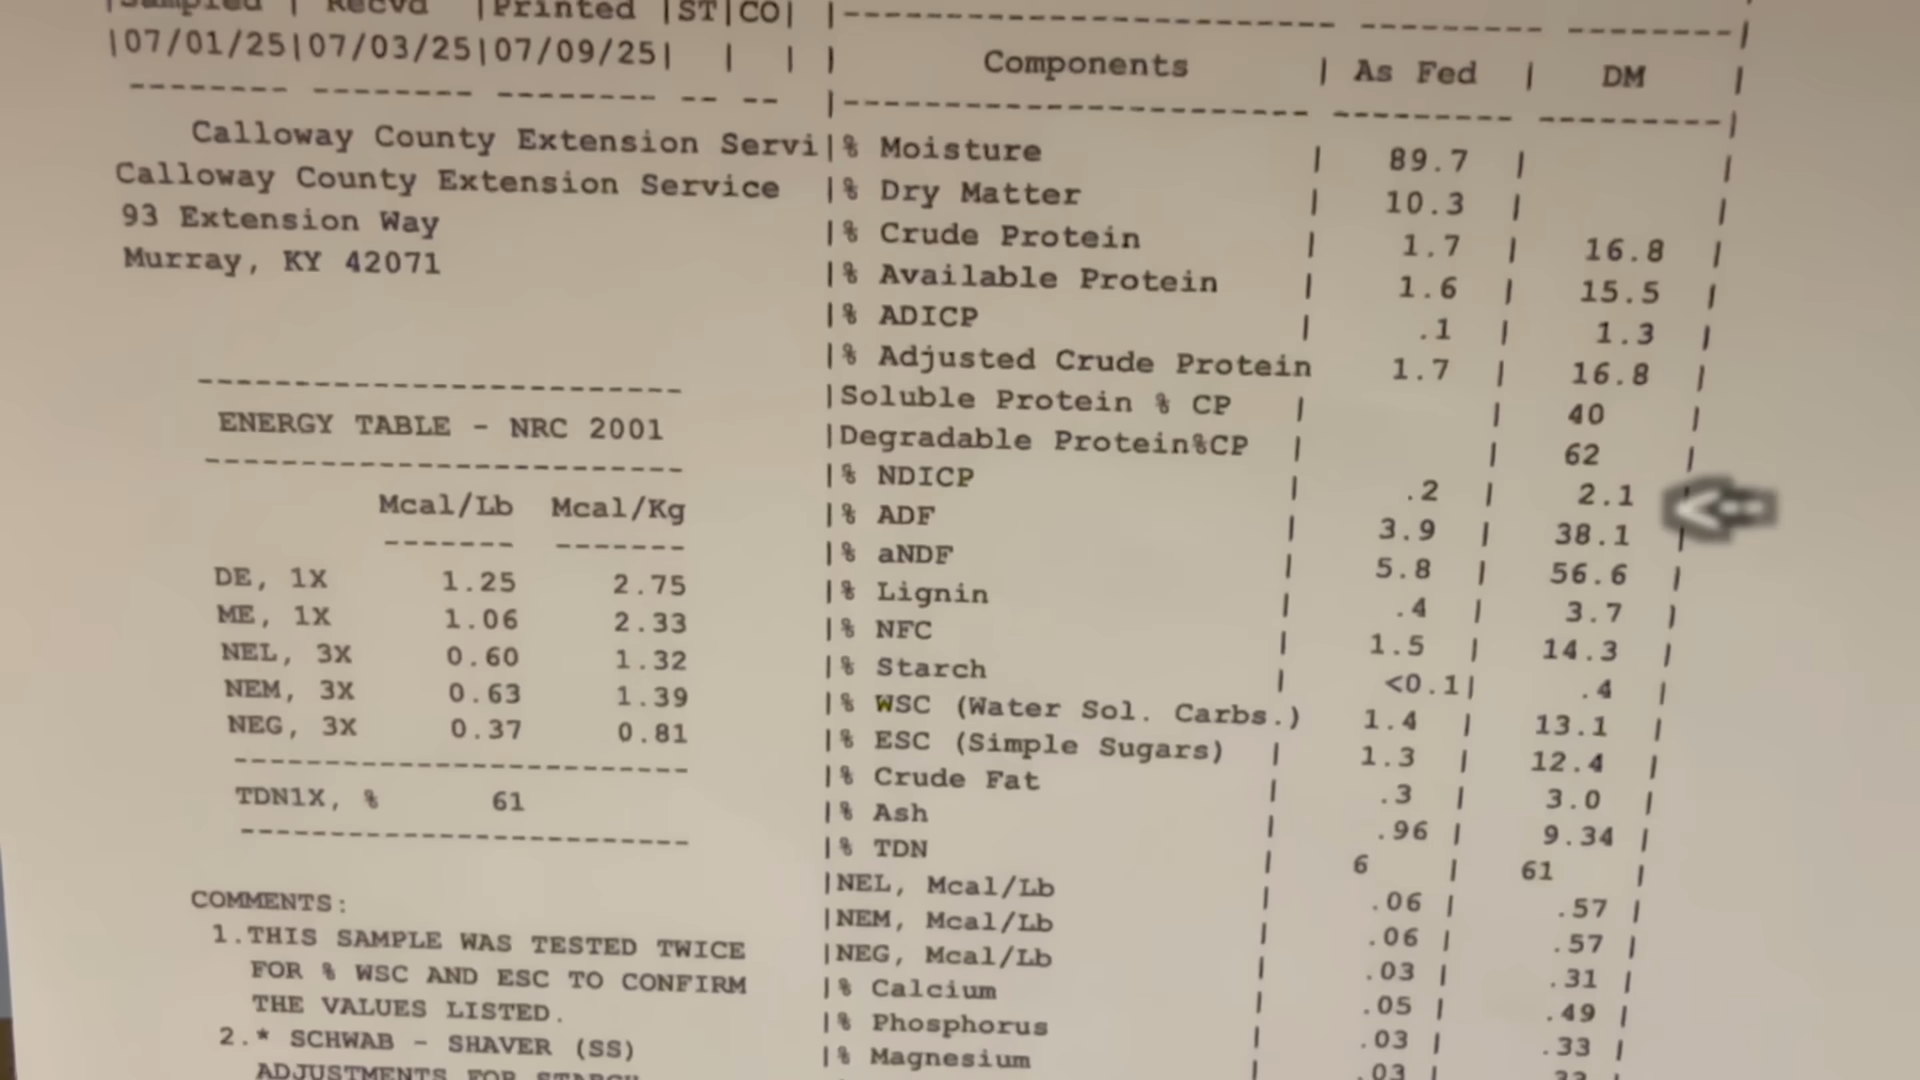 |Sampled | Recvd |Printed |ST|CO|
|07/01/25|07/03/25|07/09/25| | |
Calloway County Extension Servi
Calloway County Extension Service
93 Extension Way
Murray, KY 42071
ENERGY TABLE - NRC 2001
Mcal/Lb Mcal/Kg
DE, 1X 1.25 2.75
ME, 1X 1.06 2.33
NEL, 3X 0.60 1.32
NEM, 3X 0.63 1.39
NEG, 3X 0.37 0.81
TDN1X, % 61
COMMENTS:
1.THIS SAMPLE WAS TESTED TWICE
FOR % WSC AND ESC TO CONFIRM
THE VALUES LISTED.
2.* SCHWAB - SHAVER (SS)
ADJUSTMENTS FOR STARCH
Components | As Fed | DM |
|% Moisture | 89.7 | |
|% Dry Matter | 10.3 | |
|% Crude Protein | 1.7 | 16.8 |
|% Available Protein | 1.6 | 15.5 |
|% ADICP | .1 | 1.3 |
|% Adjusted Crude Protein 1.7 | 16.8 |
|Soluble Protein % CP | | 40 |
|Degradable Protein%CP | | 62 |
|% NDICP | .2 | 2.1 |
|% ADF | 3.9 | 38.1 |
|% aNDF | 5.8 | 56.6 |
|% Lignin | .4 | 3.7 |
|% NFC | 1.5 | 14.3 |
|% Starch | <0.1| .4 |
|% WSC (Water Sol. Carbs.) 1.4 | 13.1 |
|% ESC (Simple Sugars) | 1.3 | 12.4 |
|% Crude Fat | .3 | 3.0 |
|% Ash | .96 | 9.34 |
|% TDN | 6 | 61 |
|NEL, Mcal/Lb | .06 | .57 |
|NEM, Mcal/Lb | .06 | .57 |
|NEG, Mcal/Lb | .03 | .31 |
|% Calcium | .05 | .49 |
|% Phosphorus | .03 | .33 |
|% Magnesium | .03